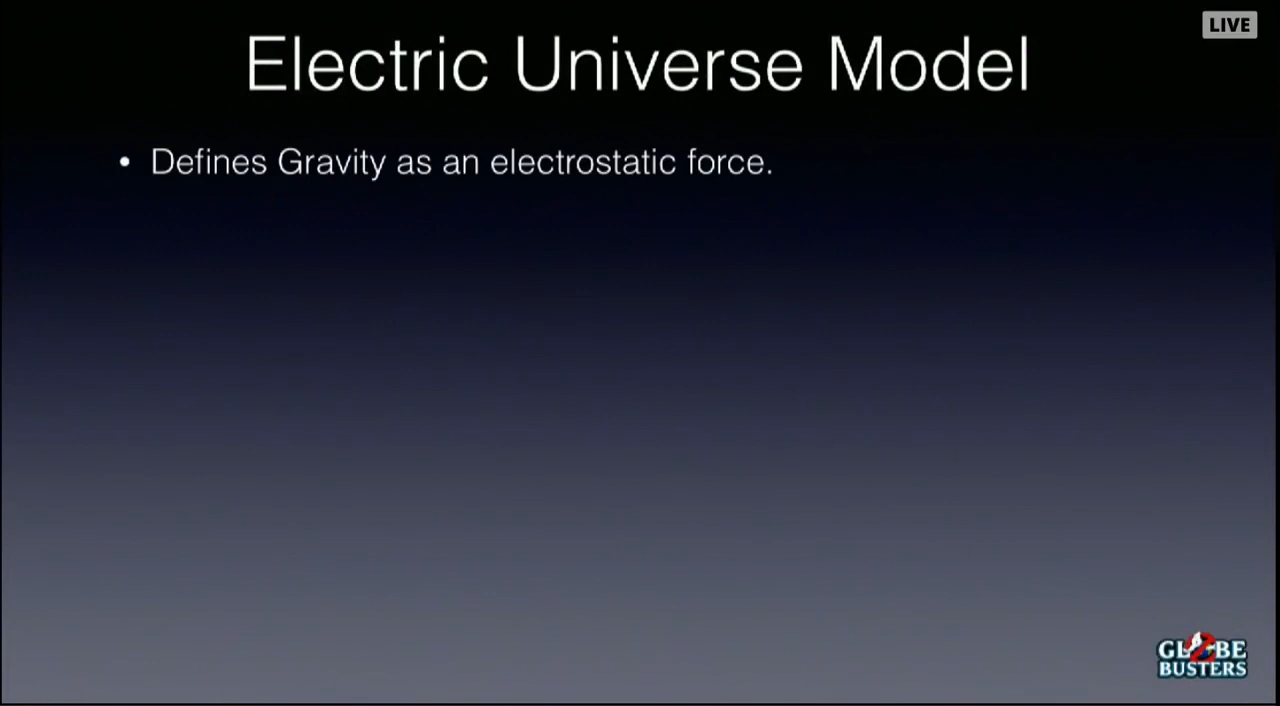 LIVE
Electric Universe Model
• Defines Gravity as an electrostatic force.
GLOBE
BUSTERS